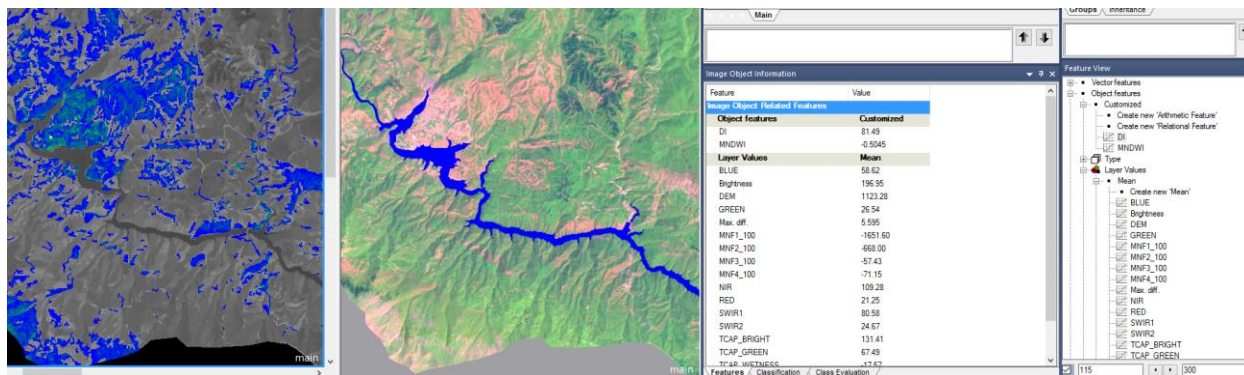 main
main
Main
Image Object Information
Feature Value
Image Object Related Features
Object features Customized
DI 81.49
MNDWI -0.5045
Layer Values Mean
BLUE 58.62
Brightness 196.95
DEM 1123.28
GREEN 26.54
Max. diff. 5.595
MNF1_100 -1651.60
MNF2_100 -668.00
MNF3_100 -57.43
MNF4_100 -71.15
NIR 109.28
RED 21.25
SWIR1 80.58
SWIR2 24.67
TCAP_BRIGHT 131.41
TCAP_GREEN 67.49
TCAP_WETNESS -17.57
Features Classification Class Evaluation
Groups Inheritance
Feature View
Vector features
Object features
Customized
Create new 'Arithmetic Feature'
Create new 'Relational Feature'
DI
MNDWI
Type
Layer Values
Mean
Create new 'Mean'
BLUE
Brightness
DEM
GREEN
MNF1_100
MNF2_100
MNF3_100
MNF4_100
Max. diff.
NIR
RED
SWIR1
SWIR2
TCAP_BRIGHT
TCAP_GREEN
115 300